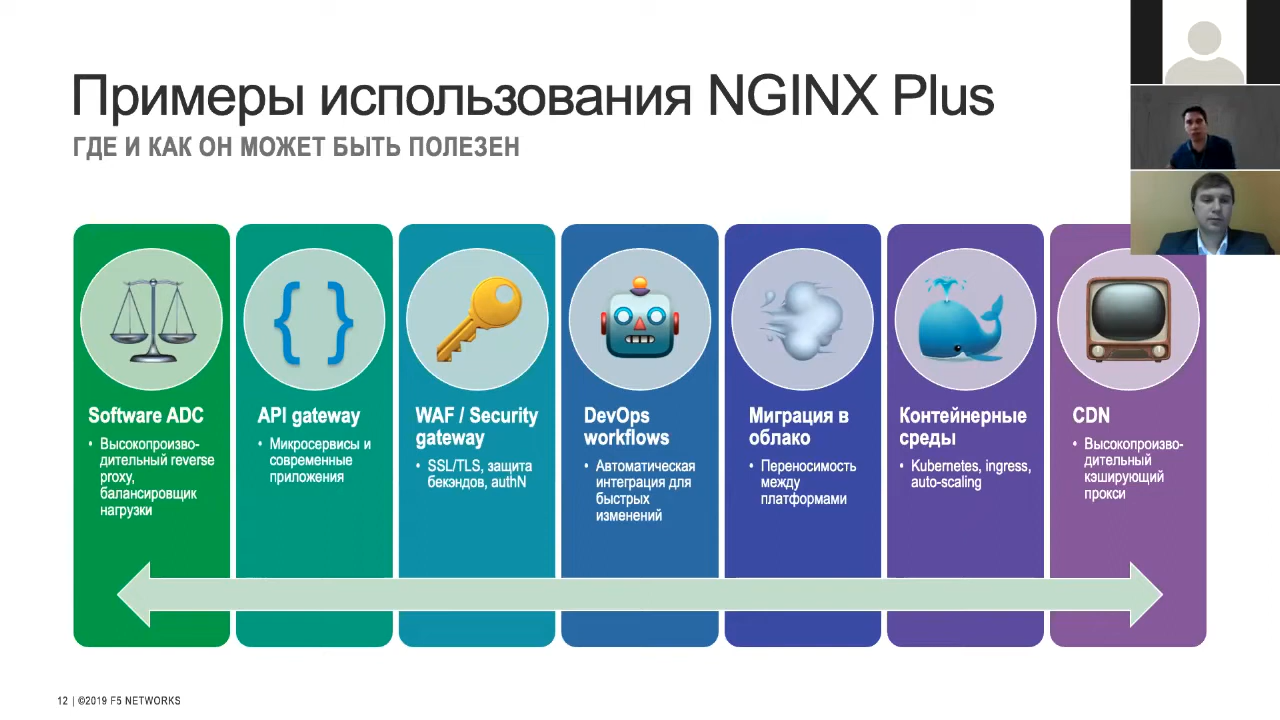 Примеры использования NGINX Plus
ГДЕ И КАК ОН МОЖЕТ БЫТЬ ПОЛЕЗЕН
Software ADC
• Высокопроизво-
дительный reverse
proxy,
балансировщик
нагрузки
API gateway
• Микросервисы и
современные
приложения
WAF / Security
gateway
• SSL/TLS, защита
бекэндов, authN
DevOps
workflows
• Автоматическая
интеграция для
быстрых
изменений
Миграция в
облако
• Переносимость
между
платформами
Контейнерные
среды
• Kubernetes, ingress,
auto-scaling
CDN
• Высокопроизво-
дительный
кэширующий
прокси
12 | ©2019 F5 NETWORKS